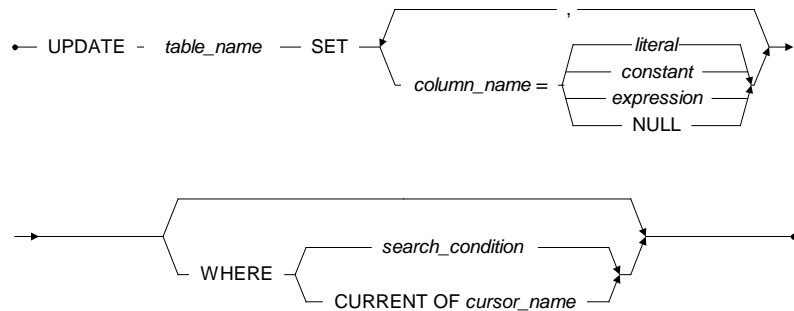 ,
UPDATE table_name SET
literal
constant
column_name = expression
NULL
search_condition
WHERE
CURRENT OF cursor_name